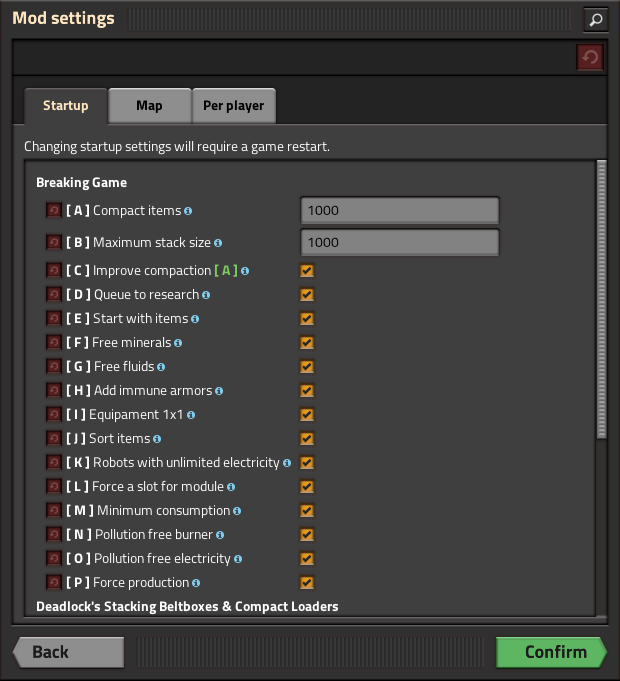 Mod settings
Startup Map Per player
Changing startup settings will require a game restart.
Breaking Game
[ A ] Compact items 1000
[ B ] Maximum stack size 1000
[ C ] Improve compaction [ A ]
[ D ] Queue to research
[ E ] Start with items
[ F ] Free minerals
[ G ] Free fluids
[ H ] Add immune armors
[ I ] Equipament 1x1
[ J ] Sort items
[ K ] Robots with unlimited electricity
[ L ] Force a slot for module
[ M ] Minimum consumption
[ N ] Pollution free burner
[ O ] Pollution free electricity
[ P ] Force production
Deadlock's Stacking Beltboxes & Compact Loaders
Back Confirm